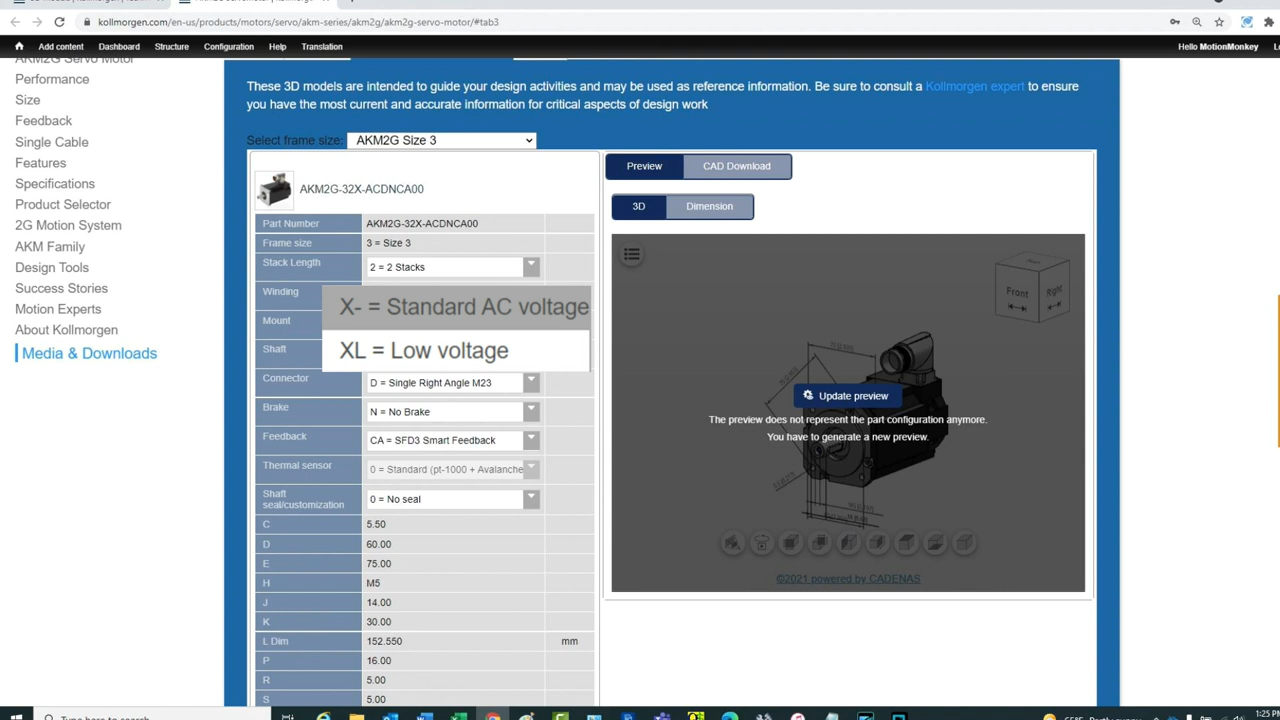 kollmorgen.com/en-us/products/motors/servo/akm-series/akm2g/akm2g-servo-motor/#tab3
Add content
Dashboard
Structure
Configuration
Help
Translation
Hello MotionMonkey
AKM2G Servo Motor
Performance
Size
Feedback
Single Cable
Features
Specifications
Product Selector
2G Motion System
AKM Family
Design Tools
Success Stories
Motion Experts
About Kollmorgen
Media & Downloads
These 3D models are intended to guide your design activities and may be used as reference information. Be sure to consult a Kollmorgen expert to ensure
you have the most current and accurate information for critical aspects of design work
Select frame size: AKM2G Size 3
AKM2G-32X-ACDNCA00
Part Number AKM2G-32X-ACDNCA00
Frame size 3 = Size 3
Stack Length 2 = 2 Stacks
Winding
X- = Standard AC voltage
Mount
Shaft
XL = Low voltage
Connector D = Single Right Angle M23
Brake N = No Brake
Feedback CA = SFD3 Smart Feedback
Thermal sensor 0 = Standard (pt-1000 + Avalanche
Shaft
seal/customization 0 = No seal
C 5.50
D 60.00
E 75.00
H M5
J 14.00
K 30.00
L Dim 152.550 mm
P 16.00
R 5.00
S 5.00
Preview
CAD Download
3D
Dimension
Front
Right
Update preview
The preview does not represent the part configuration anymore.
You have to generate a new preview.
©2021 powered by CADENAS
Type here to search
1:25 PM